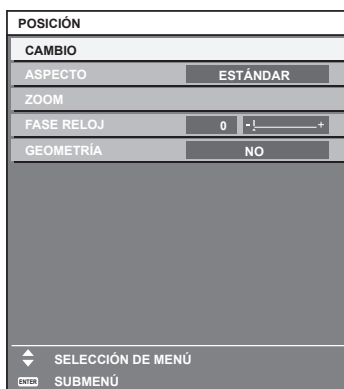 POSICIÓN
CAMBIO
ASPECTO ESTÁNDAR
ZOOM
FASE RELOJ 0 - +
GEOMETRÍA NO
SELECCIÓN DE MENÚ
ENTER SUBMENÚ